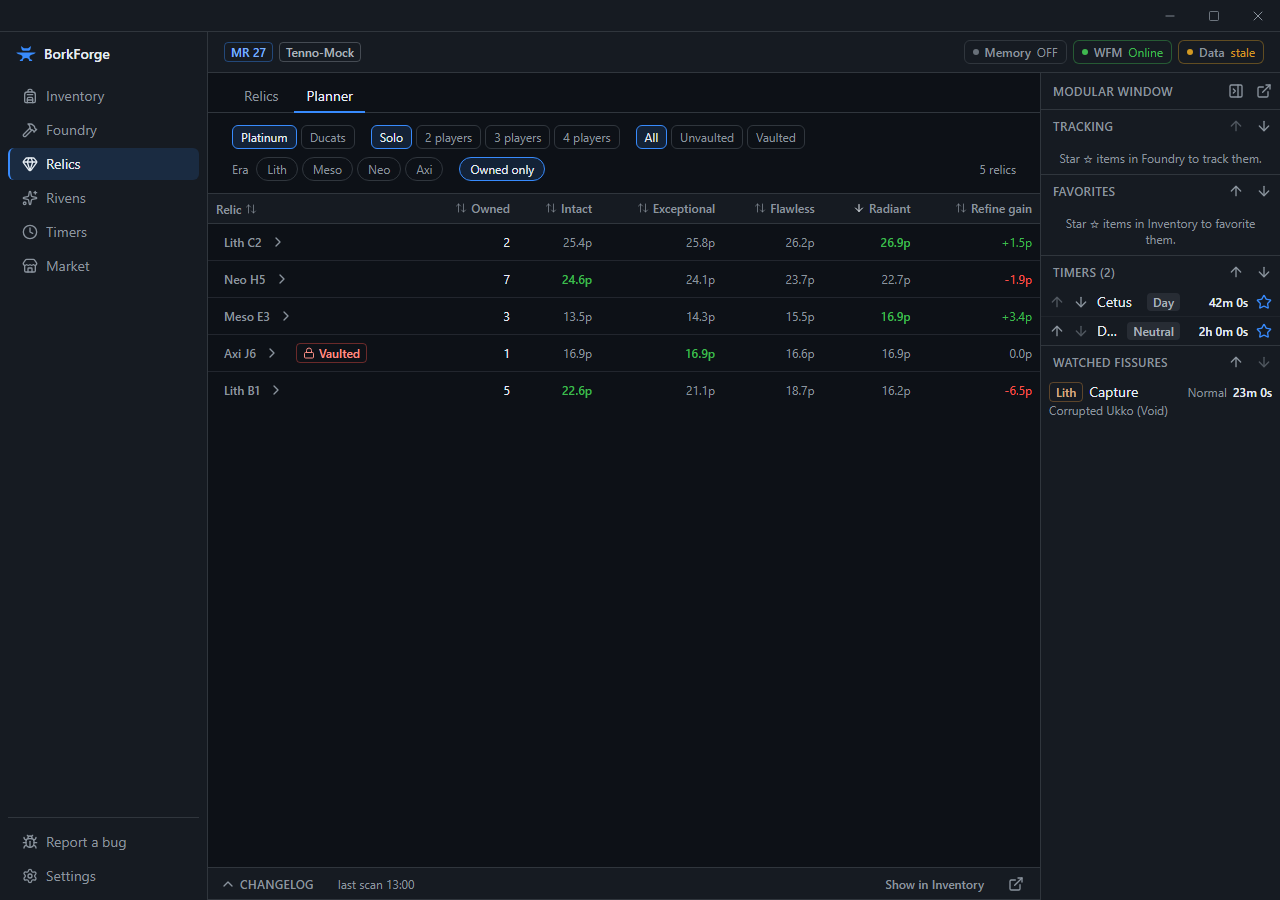 BorkForge
MR 27 Tenno-Mock
Memory OFF WFM Online Data stale
Inventory
Foundry
Relics
Rivens
Timers
Market
Report a bug
Settings
Relics Planner
Platinum Ducats Solo 2 players 3 players 4 players All Unvaulted Vaulted
Era Lith Meso Neo Axi Owned only 5 relics
Relic Owned Intact Exceptional Flawless Radiant Refine gain
Lith C2 2 25.4p 25.8p 26.2p 26.9p +1.5p
Neo H5 7 24.6p 24.1p 23.7p 22.7p -1.9p
Meso E3 3 13.5p 14.3p 15.5p 16.9p +3.4p
Axi J6 Vaulted 1 16.9p 16.9p 16.6p 16.9p 0.0p
Lith B1 5 22.6p 21.1p 18.7p 16.2p -6.5p
CHANGELOG last scan 13:00 Show in Inventory
MODULAR WINDOW
TRACKING
Star ☆ items in Foundry to track them.
FAVORITES
Star ☆ items in Inventory to favorite
them.
TIMERS (2)
Cetus Day 42m 0s
D... Neutral 2h 0m 0s
WATCHED FISSURES
Lith Capture Normal 23m 0s
Corrupted Ukko (Void)